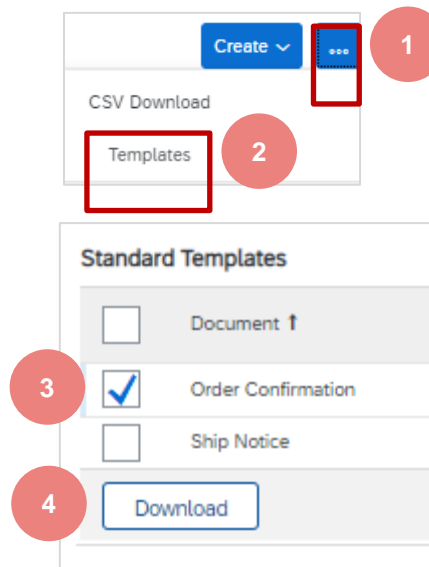 Create
1
CSV Download
Templates
2
Standard Templates
Document ↑
3
Order Confirmation
Ship Notice
4
Download